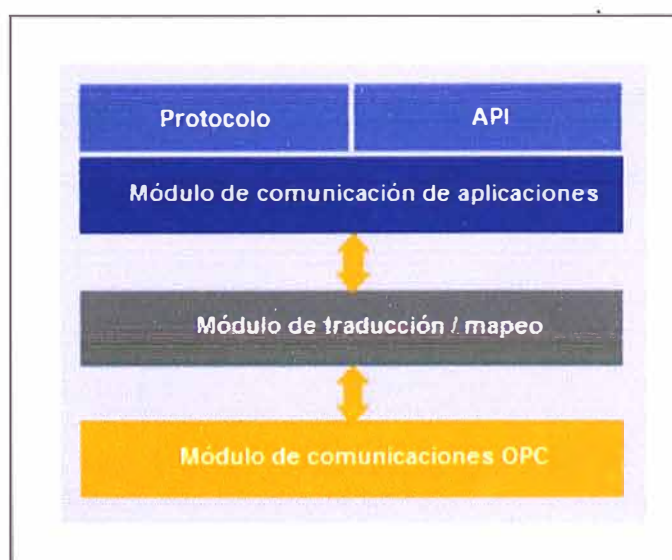 Protocolo
API
Módulo de comunicación de aplicaciones
Módulo de traducción / mapeo
Módulo de comunicaciones OPC